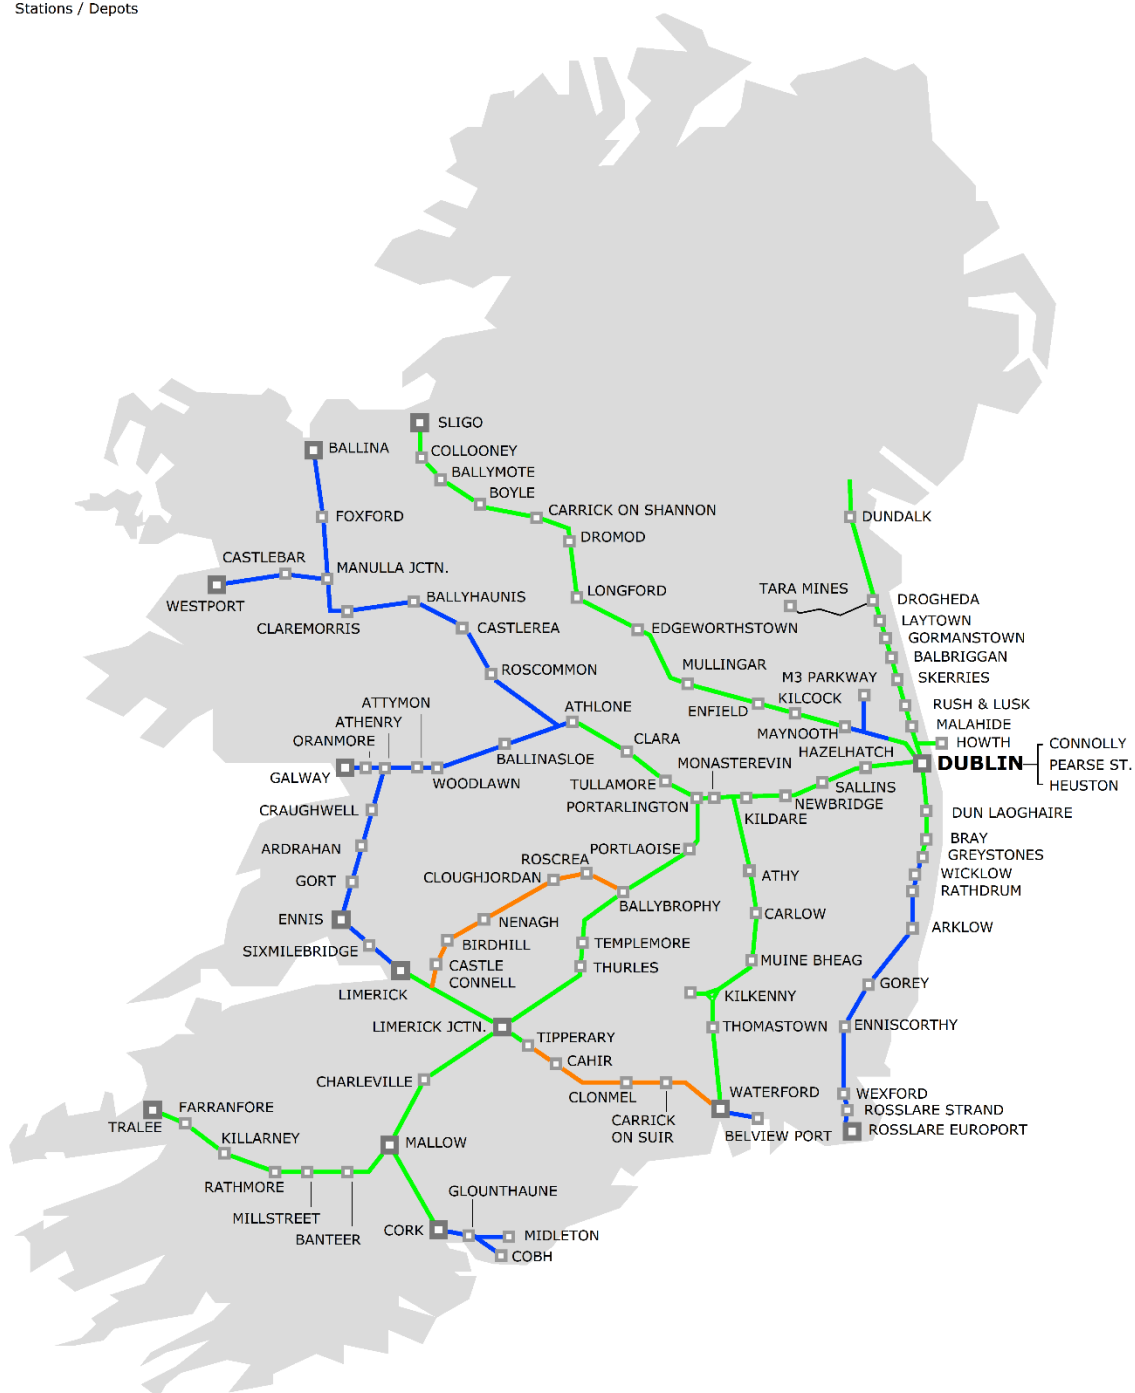 Stations / Depots
SLIGO
BALLINA
COLLOONEY
BALLYMOTE
BOYLE
CARRICK ON SHANNON
FOXFORD
DUNDALK
DROMOD
CASTLEBAR
MANULLA JCTN.
LONGFORD
TARA MINES
WESTPORT
BALLYHAUNIS
DROGHEDA
CLAREMORRIS
CASTLEREA
EDGEWORTHSTOWN
LAYTOWN
GORMANSTOWN
BALBRIGGAN
ROSCOMMON
MULLINGAR
M3 PARKWAY
SKERRIES
ATTYMON
KILCOCK
RUSH & LUSK
ATHENRY
ATHLONE
ENFIELD
MALAHIDE
ORANMORE
MAYNOOTH
HOWTH
CONNOLLY
CLARA
HAZELHATCH
BALLINASLOE
MONASTEREVIN
DUBLIN
PEARSE ST.
GALWAY
WOODLAWN
TULLAMORE
SALLINS
HEUSTON
CRAUGHWELL
PORTARLINGTON
NEWBRIDGE
DUN LAOGHAIRE
KILDARE
ARDRAHAN
PORTLAOISE
BRAY
ROSCREA
GREYSTONES
GORT
CLOUGHJORDAN
ATHY
WICKLOW
RATHDRUM
BALLYBROPHY
ENNIS
NENAGH
CARLOW
ARKLOW
SIXMILEBRIDGE
BIRDHILL
TEMPLEMORE
CASTLE
CONNELL
THURLES
MUINE BHEAG
LIMERICK
GOREY
KILKENNY
LIMERICK JCTN.
THOMASTOWN
ENNISCORTHY
TIPPERARY
CAHIR
CHARLEVILLE
CLONMEL
WATERFORD
WEXFORD
FARRANFORE
CARRICK
ON SUIR
ROSSLARE STRAND
TRALEE
BELVIEW PORT
ROSSLARE EUROPORT
KILLARNEY
MALLOW
RATHMORE
GLOUNTHAUNE
MILLSTREET
CORK
BANTEER
MIDLETON
COBH